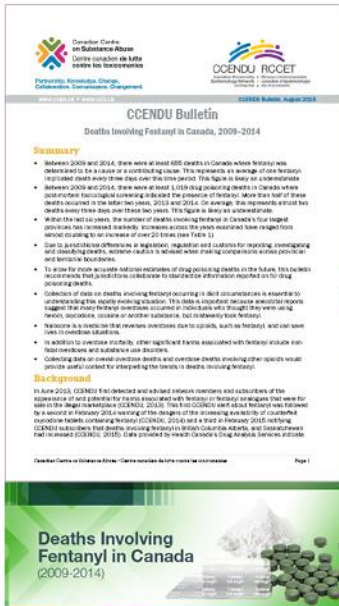 Canadian Centre
on Substance Abuse
Centre canadien de lutte
contre les toxicomanies
Partnership. Knowledge. Change.
Collaboration. Connaissance. Changement.
CCENDU RCCET
CCENDU Bulletin, August 2015
CCENDU Bulletin
Deaths Involving Fentanyl in Canada, 2009–2014
Summary
• Between 2009 and 2014, there were at least 655 deaths in Canada where fentanyl was
determined to be a cause or a contributing cause. This represents an average of one fentanyl
implicated death every three days over this time period. This figure is likely an underestimate.
• Between 2009 and 2014, there were at least 1,019 drug poisoning deaths in Canada where
post-mortem toxicological screening indicated the presence of fentanyl. More than half of these
deaths occurred in the latter two years, 2013 and 2014. On average, this represents almost two
deaths every three days over these two years. This figure is likely an underestimate.
• Within the last six years, the number of deaths involving fentanyl in Canada's four largest
provinces has increased markedly. Increases across the years examined have ranged from
almost doubling to an increase of over 20 times (see Table 1).
• Due to jurisdictional differences in legislation, regulation and customs for reporting, investigating
and classifying deaths, extreme caution is advised when making comparisons across provincial
and territorial boundaries.
• To allow for more accurate national estimates of drug poisoning deaths in the future, this bulletin
recommends that jurisdictions collaborate to standardize information reported on for drug
poisoning deaths.
• Collection of data on deaths involving fentanyl occurring in illicit circumstances is essential to
understanding this rapidly evolving situation. This data is important because anecdotal reports
suggest that many fentanyl overdoses occurred in individuals who thought they were using
heroin, oxycodone, cocaine or another substance, but mistakenly took fentanyl.
• Naloxone is a medicine that reverses overdoses due to opioids, such as fentanyl, and can save
lives in overdose situations.
• In addition to overdose mortality, other significant harms associated with fentanyl include non-
fatal overdoses and substance use disorders.
• Collecting data on overall overdose deaths and overdose deaths involving other opioids would
provide useful context for interpreting the trends in deaths involving fentanyl.
Background
In June 2013, CCENDU first detected and advised network members and subscribers of the
appearance of and potential for harms associated with fentanyl or fentanyl analogues that were for
sale in the illegal marketplace (CCENDU, 2013). This first CCENDU alert about fentanyl was followed
by a second in February 2014 warning of the dangers of the increasing availability of counterfeit
oxycodone tablets containing fentanyl (CCENDU, 2014) and a third in February 2015 notifying
CCENDU subscribers that deaths involving fentanyl in British Columbia, Alberta, and Saskatchewan
had increased (CCENDU, 2015). Data provided by Health Canada's Drug Analysis Services indicate
Canadian Centre on Substance Abuse • Centre canadien de lutte contre les toxicomanies Page 1
Deaths Involving
Fentanyl in Canada
(2009-2014)